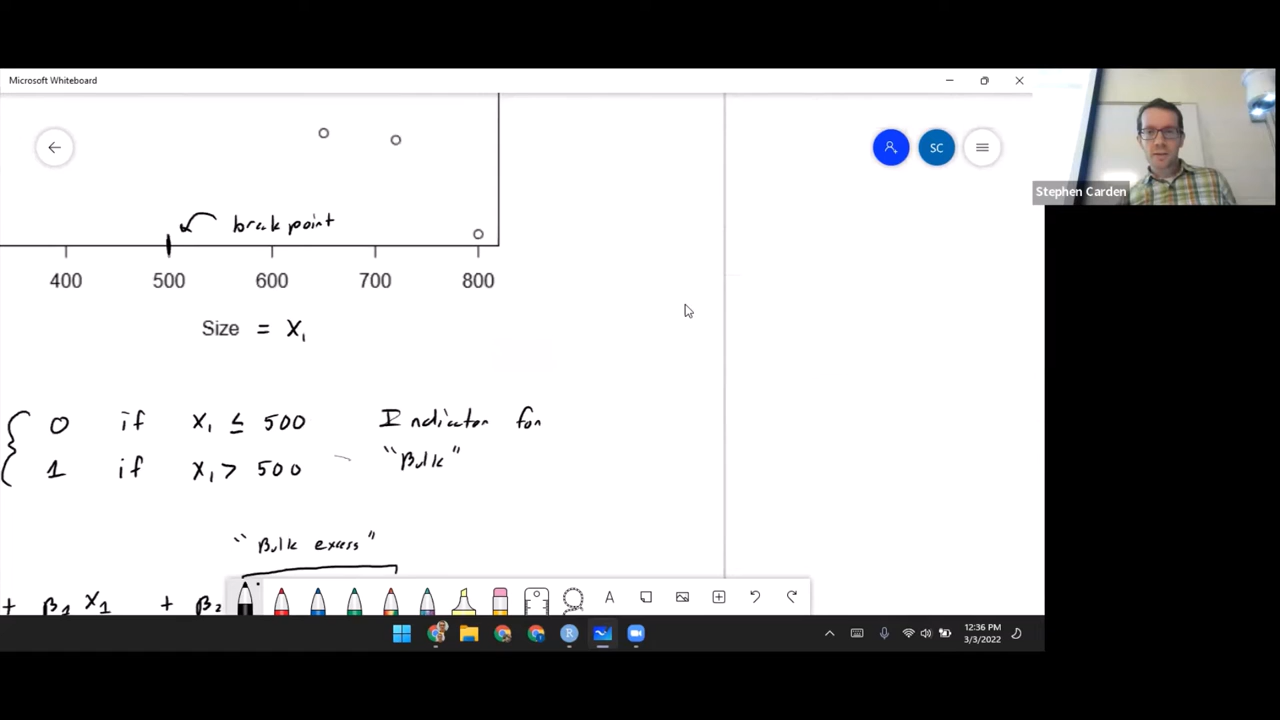 Microsoft Whiteboard
SC
Stephen Carden
break point
400 500 600 700 800
Size = X₁
0 if X₁ ≤ 500 Indicator for
1 if X₁ > 500 "Bulk"
"Bulk excess"
+ β₁ X₁ + β₂
12:36 PM
3/3/2022